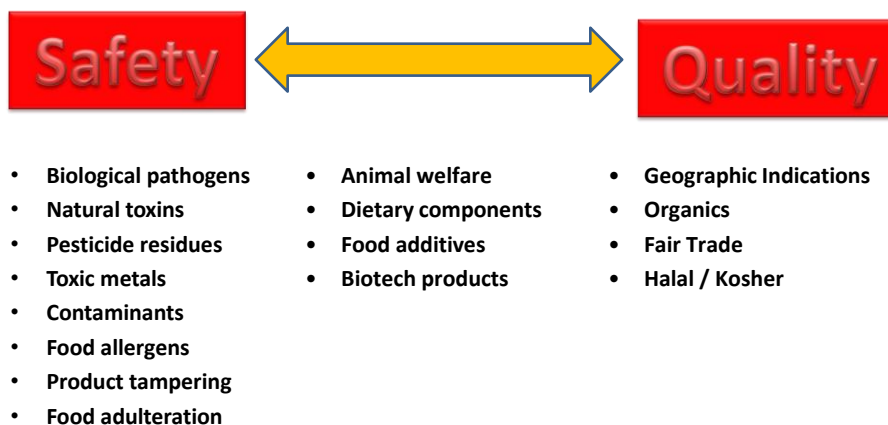 Safety
Quality
• Biological pathogens
• Natural toxins
• Pesticide residues
• Toxic metals
• Contaminants
• Food allergens
• Product tampering
• Food adulteration
• Animal welfare
• Dietary components
• Food additives
• Biotech products
• Geographic Indications
• Organics
• Fair Trade
• Halal / Kosher